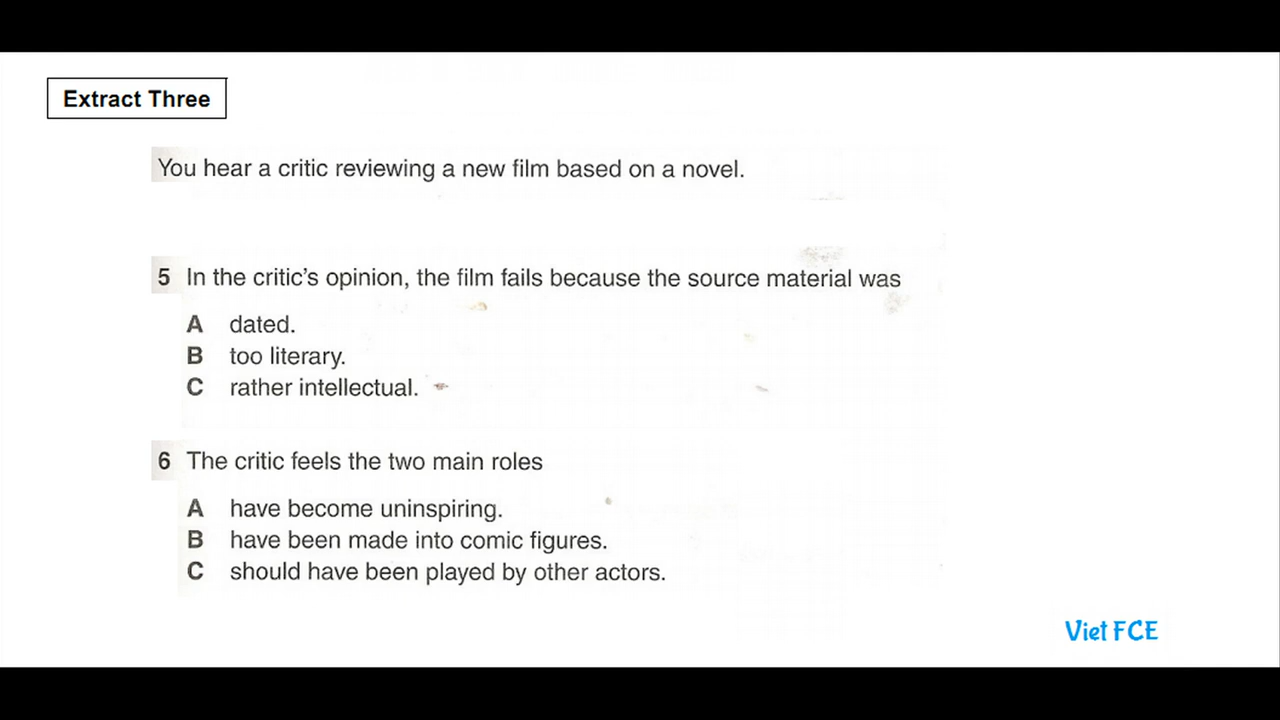 Extract Three
You hear a critic reviewing a new film based on a novel.
5 In the critic's opinion, the film fails because the source material was
A dated.
B too literary.
C rather intellectual.
6 The critic feels the two main roles
A have become uninspiring.
B have been made into comic figures.
C should have been played by other actors.
Viet FCE